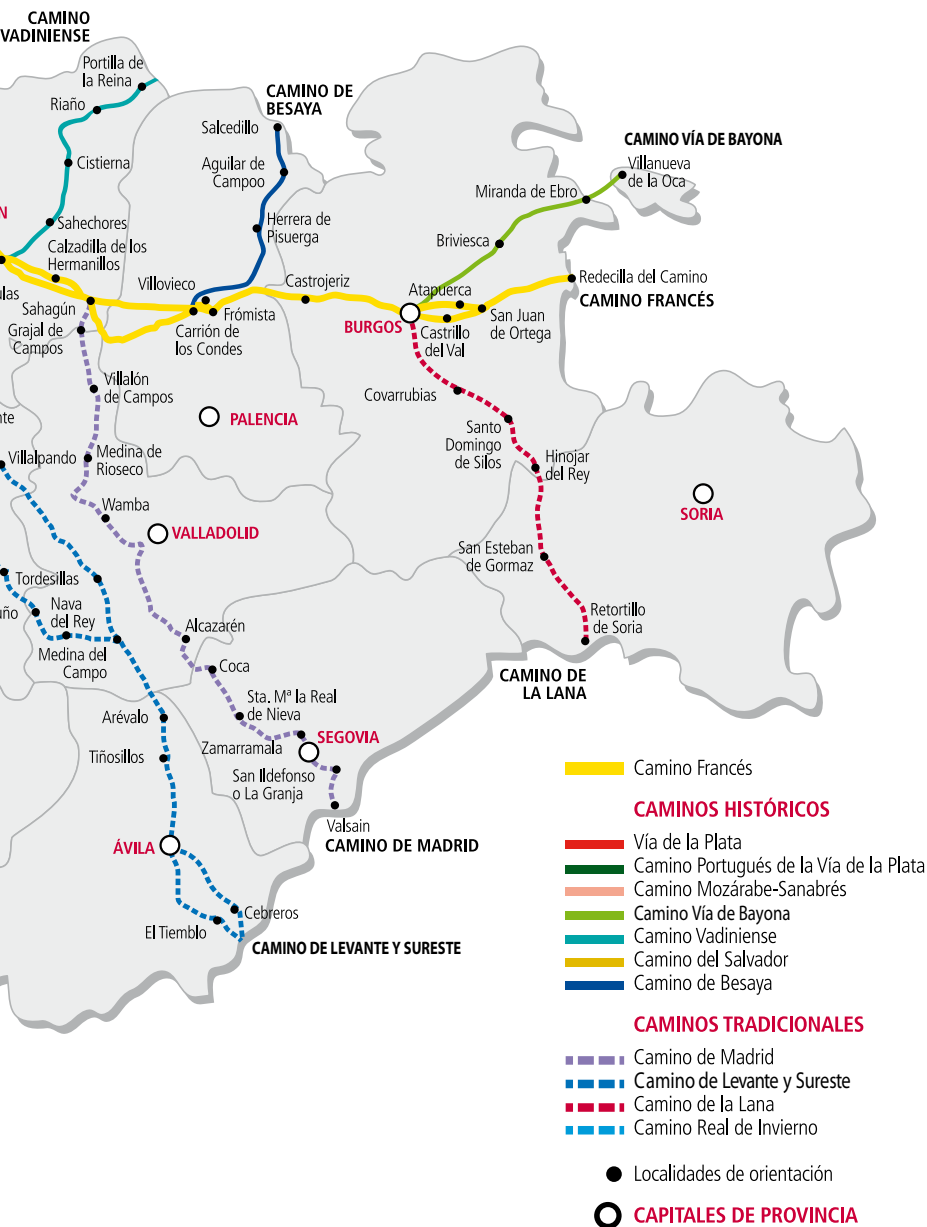 CAMINO
VADINIENSE
Portilla de
la Reina
Riaño
Cistierna
Sahechores
CAMINO DE
BESAYA
Salcedillo
Aguilar de
Campoo
Herrera de
Pisuerga
CAMINO VÍA DE BAYONA
Villanueva
de la Oca
Miranda de Ebro
Briviesca
N
Calzadilla de los
Hermanillos
ulas
Sahagún
Grajal de
Campos
Villovieco
Carrión de
los Condes
Frómista
Castrojeriz
BURGOS
Atapuerca
Castrillo
del Val
San Juan
de Ortega
Redecilla del Camino
CAMINO FRANCÉS
Villalón
de Campos
PALENCIA
Covarrubias
Santo
Domingo
de Silos
Hinojar
del Rey
nte
Villalpando
Medina de
Rioseco
Wamba
VALLADOLID
SORIA
San Esteban
de Gormaz
Tordesillas
uño
Nava
del Rey
Medina del
Campo
Alcazarén
Coca
Retortillo
de Soria
CAMINO DE
LA LANA
Sta. Mª la Real
de Nieva
Arévalo
Tiñosillos
Zamarramala
SEGOVIA
San Ildefonso
o La Granja
Valsain
CAMINO DE MADRID
ÁVILA
Cebreros
El Tiemblo
CAMINO DE LEVANTE Y SURESTE
Camino Francés
CAMINOS HISTÓRICOS
Vía de la Plata
Camino Portugués de la Vía de la Plata
Camino Mozárabe-Sanabrés
Camino Vía de Bayona
Camino Vadiniense
Camino del Salvador
Camino de Besaya
CAMINOS TRADICIONALES
Camino de Madrid
Camino de Levante y Sureste
Camino de la Lana
Camino Real de Invierno
Localidades de orientación
CAPITALES DE PROVINCIA